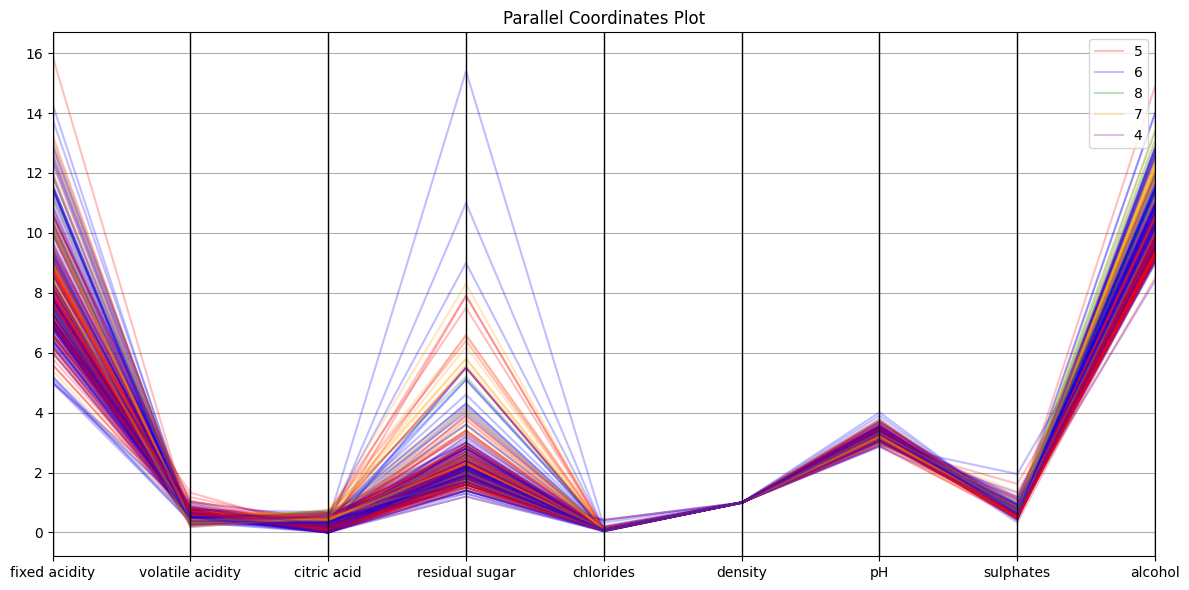 Parallel Coordinates Plot
16
14
12
10
8
6
4
2
0
5
6
8
7
4
fixed acidity
volatile acidity
citric acid
residual sugar
chlorides
density
pH
sulphates
alcohol